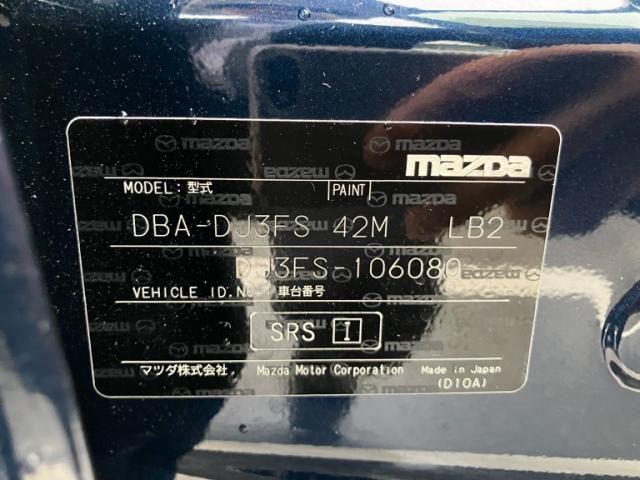 mazda
MODEL: 型式 PAINT
DBA-DJ3FS 42M LB2
DJ3FS-106080
VEHICLE ID.No 車台番号
SRS I
マツダ株式会社. Mazda Motor Corporation Made in Japan
(D10A)